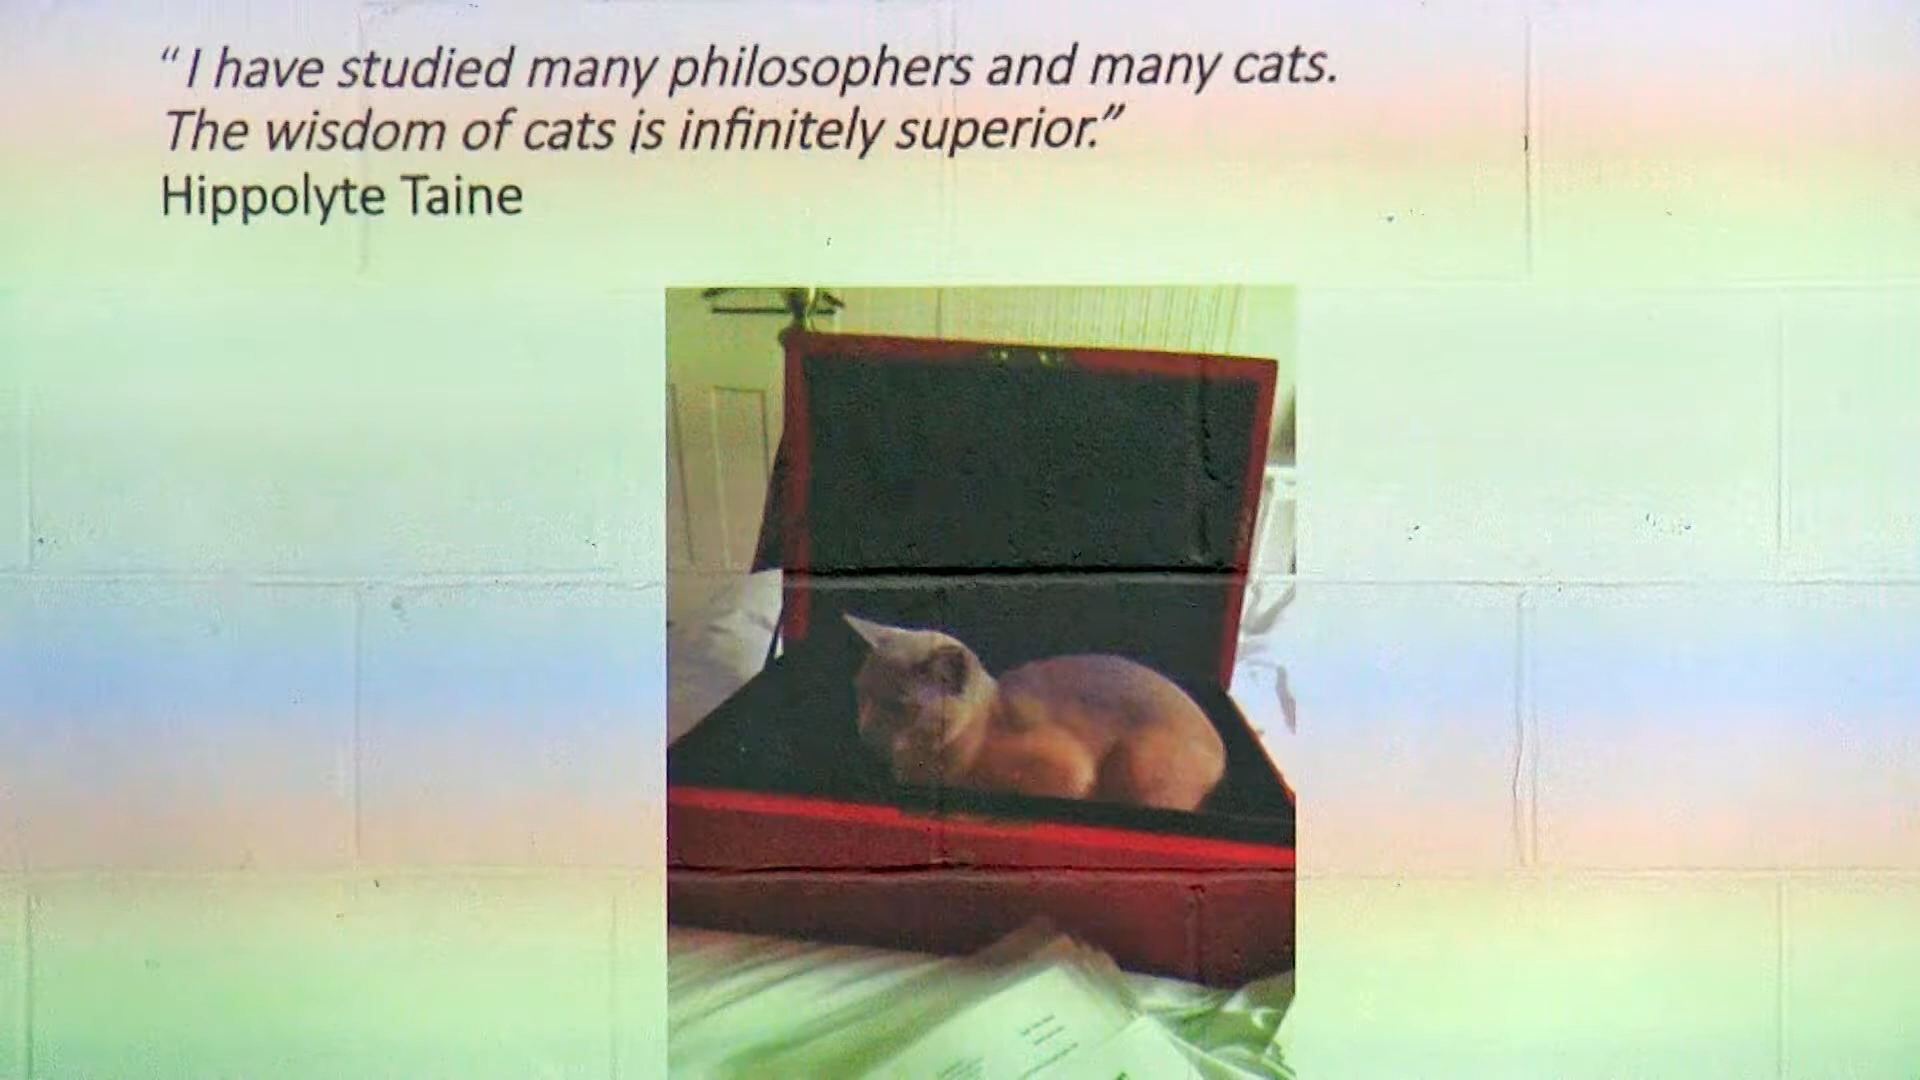 “I have studied many philosophers and many cats.
The wisdom of cats is infinitely superior.”
Hippolyte Taine